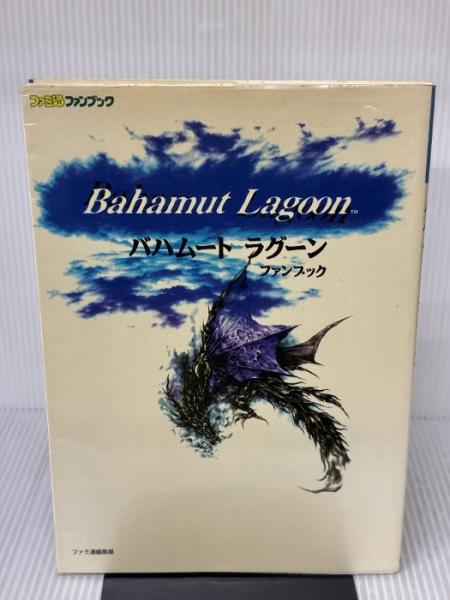 ファミ通ファンブック
Bahamut Lagoon™
バハムート ラグーン
ファンブック
ファミ通編集部